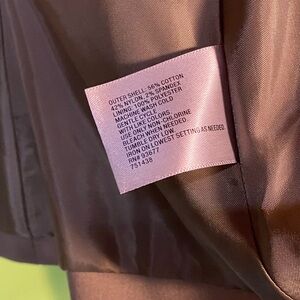 OUTER SHELL: 56% COTTON
42% NYLON, 2% SPANDEX
LINING: 100% POLYESTER
MACHINE WASH COLD
GENTLE CYCLE
WITH LIKE COLORS.
USE ONLY NON-CHLORINE
BLEACH WHEN NEEDED.
TUMBLE DRY LOW
IRON ON LOWEST SETTING AS NEEDED
RN# 93677
751438